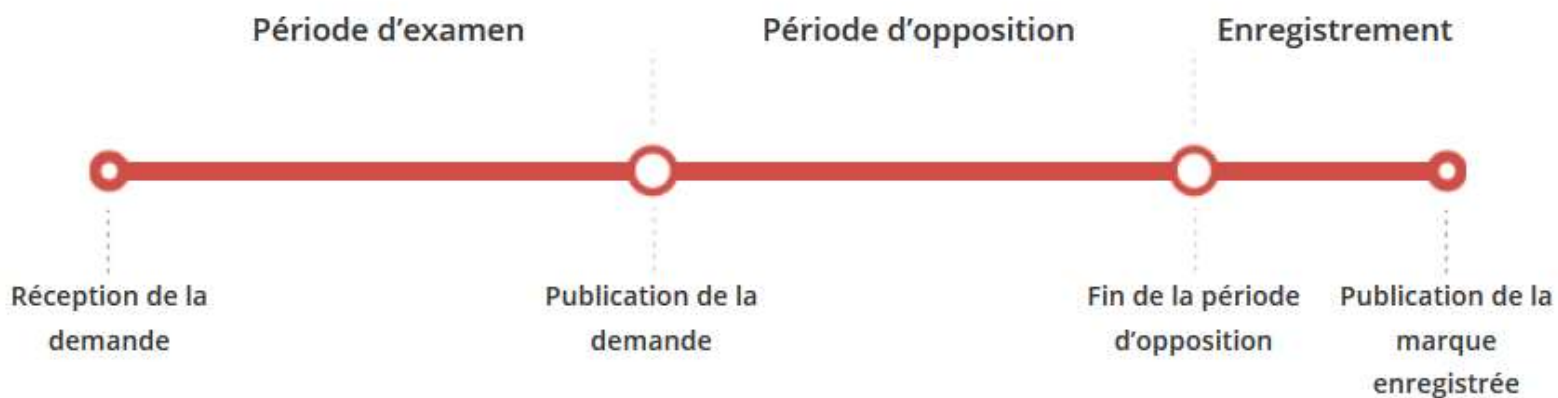 Période d’examen
Période d’opposition
Enregistrement
Réception de la
demande
Publication de la
demande
Fin de la période
d’opposition
Publication de la
marque
enregistrée